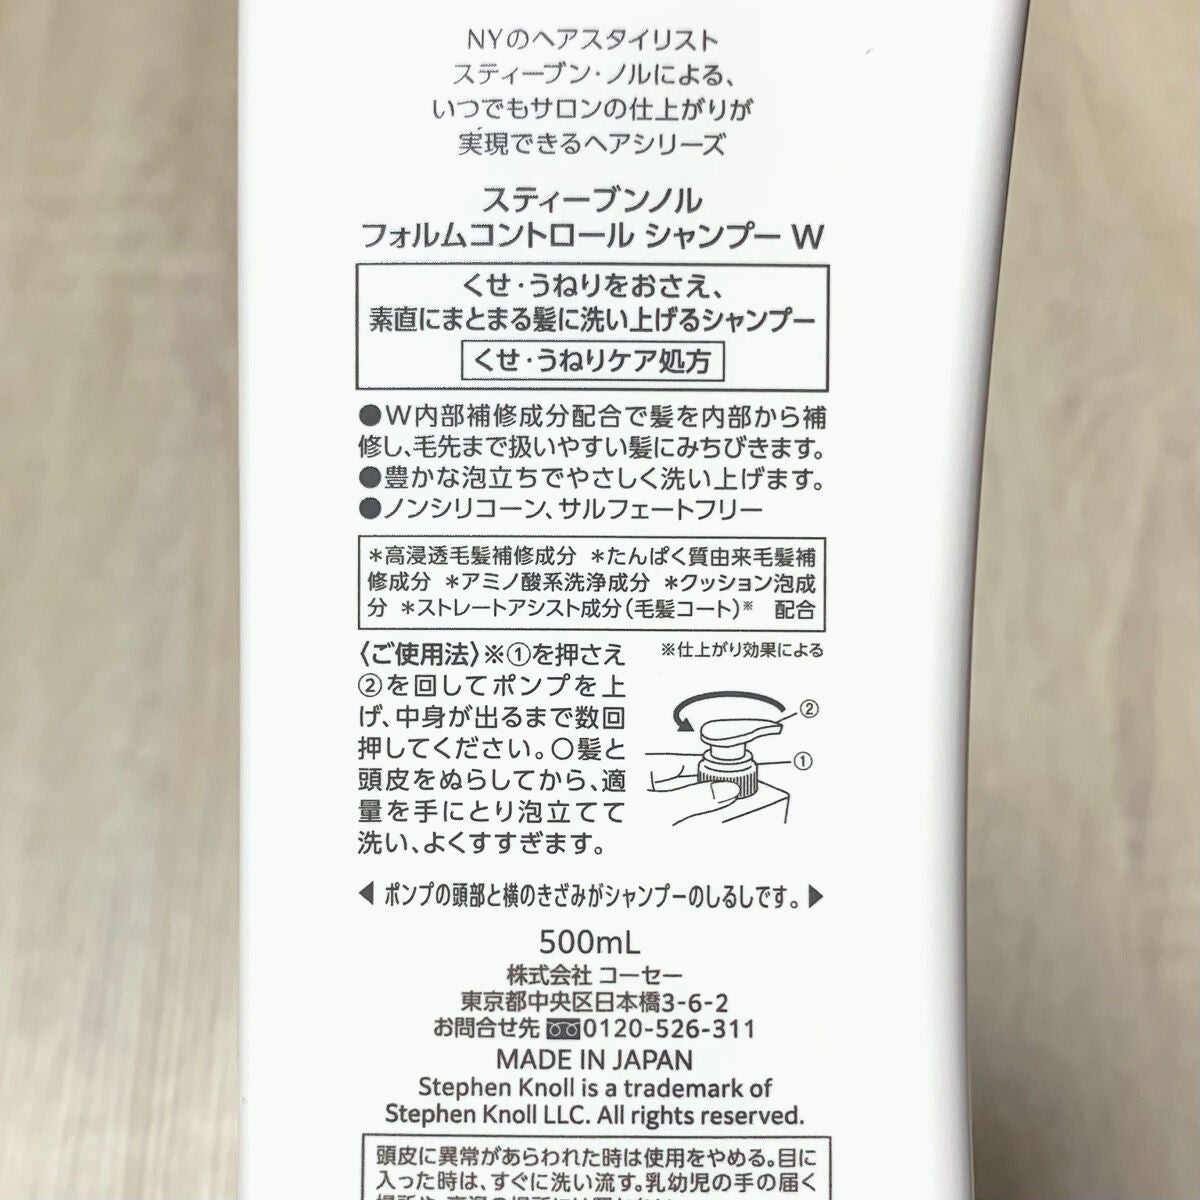 NYのヘアスタイリスト
スティーブン・ノルによる、
いつでもサロンの仕上がりが
実現できるヘアシリーズ
スティーブンノル
フォルムコントロール シャンプー W
くせ・うねりをおさえ、
素直にまとまる髪に洗い上げるシャンプー
くせ・うねりケア処方
●W内部補修成分配合で髪を内部から補
修し、毛先まで扱いやすい髪にみちびきます。
●豊かな泡立ちでやさしく洗い上げます。
●ノンシリコーン、サルフェートフリー
*高浸透毛髪補修成分 *たんぱく質由来毛髪補
修成分 *アミノ酸系洗浄成分 *クッション泡成
分 *ストレートアシスト成分(毛髪コート)※ 配合
※仕上がり効果による
〈ご使用法〉※①を押さえ
②を回してポンプを上
げ、中身が出るまで数回
押してください。○髪と
頭皮をぬらしてから、適
量を手にとり泡立てて
洗い、よくすすぎます。
②
①
◀ ポンプの頭部と横のきざみがシャンプーのしるしです。▶
500mL
株式会社 コーセー
東京都中央区日本橋3-6-2
お問合せ先 0120-526-311
MADE IN JAPAN
Stephen Knoll is a trademark of
Stephen Knoll LLC. All rights reserved.
頭皮に異常があらわれた時は使用をやめる。目に
入った時は、すぐに洗い流す。乳幼児の手の届く